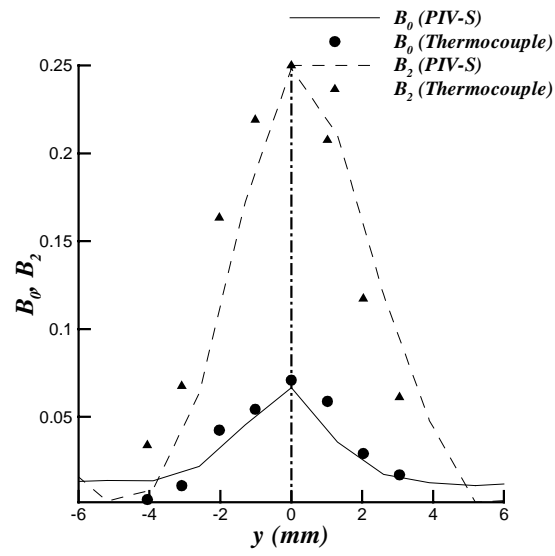 B0 (PIV-S)
B0 (Thermocouple)
B2 (PIV-S)
B2 (Thermocouple)
0.25
0.2
0.15
0.1
0.05
B0, B2
-6 -4 -2 0 2 4 6
y (mm)